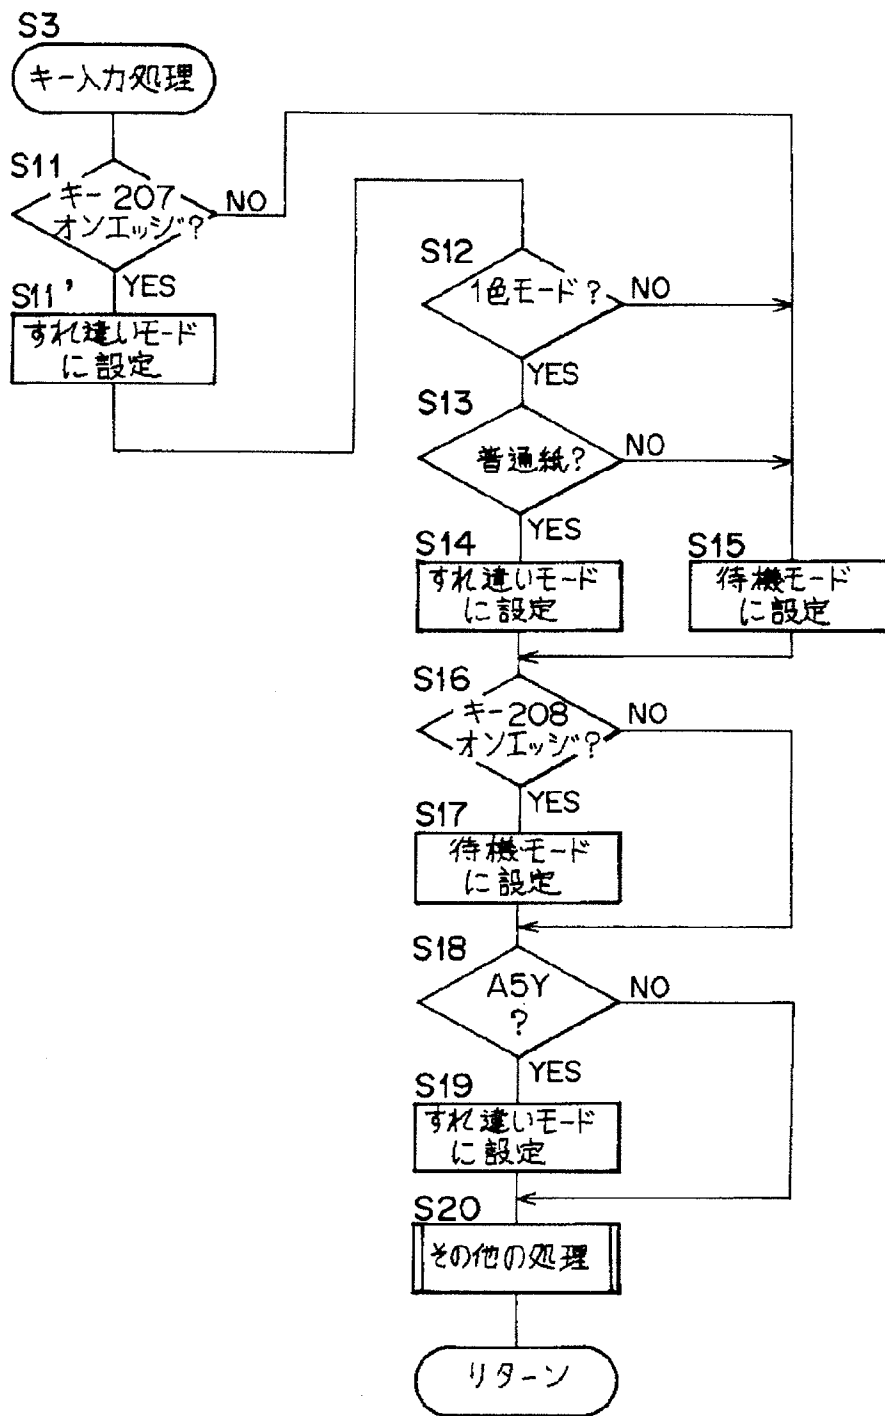 S3
キー入力処理
S11
キー207
オンエッジ?
NO
YES
S11'
すれ違いモード
に設定
S12
1色モード?
NO
YES
S13
普通紙?
NO
YES
S14
すれ違いモード
に設定
S15
待機モード
に設定
S16
キー208
オンエッジ?
NO
YES
S17
待機モード
に設定
S18
A5Y
?
NO
YES
S19
すれ違いモード
に設定
S20
その他の処理
リターン